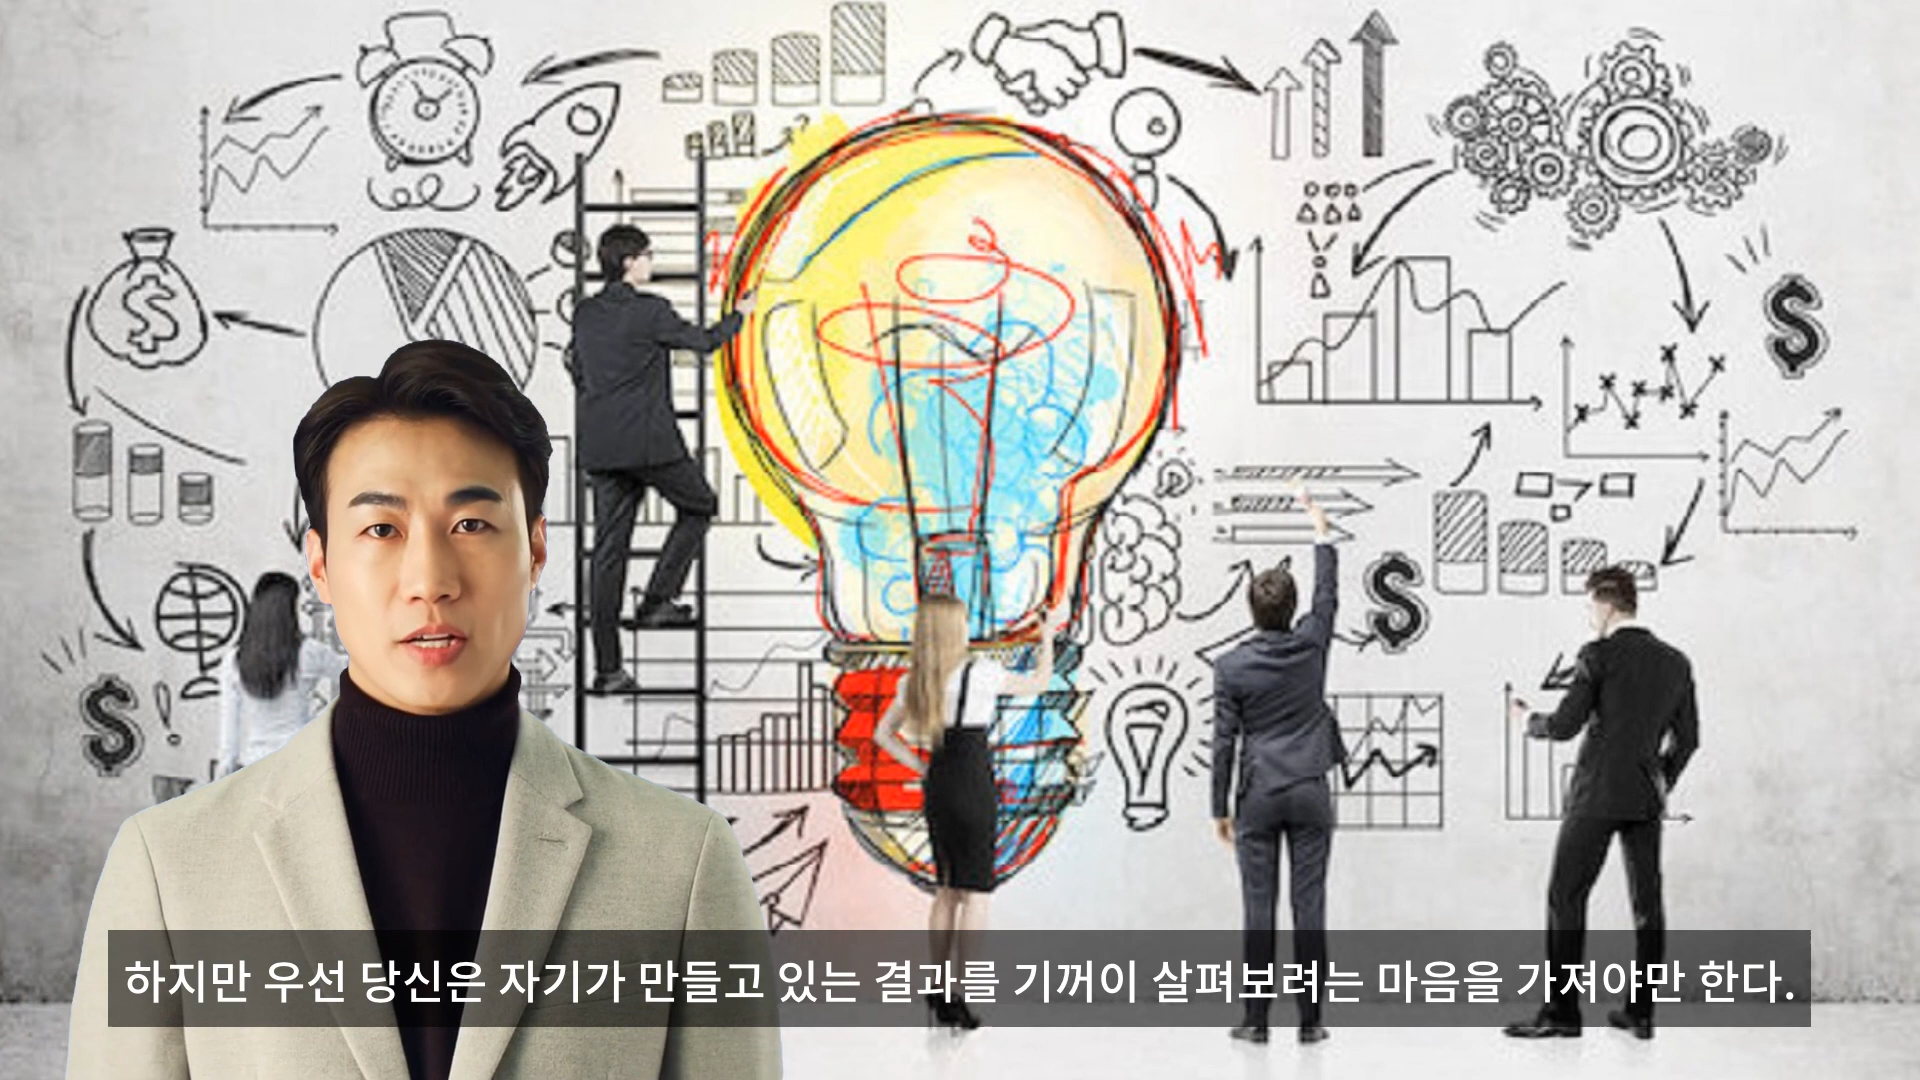 하지만 우선 당신은 자기가 만들고 있는 결과를 기꺼이 살펴보려는 마음을 가져야만 한다.